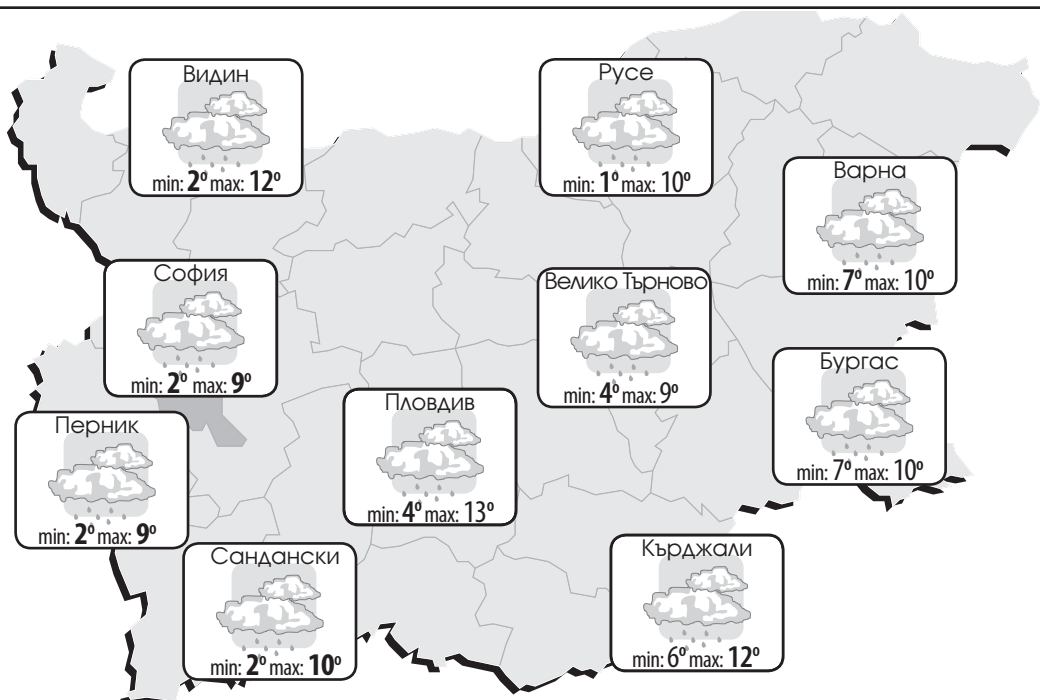 Видин
min: 2° max: 12°
Русе
min: 1° max: 10°
Варна
min: 7° max: 10°
София
min: 2° max: 9°
Велико Търново
min: 4° max: 9°
Бургас
min: 7° max: 10°
Пловдив
min: 4° max: 13°
Перник
min: 2° max: 9°
Сандански
min: 2° max: 10°
Кърджали
min: 6° max: 12°